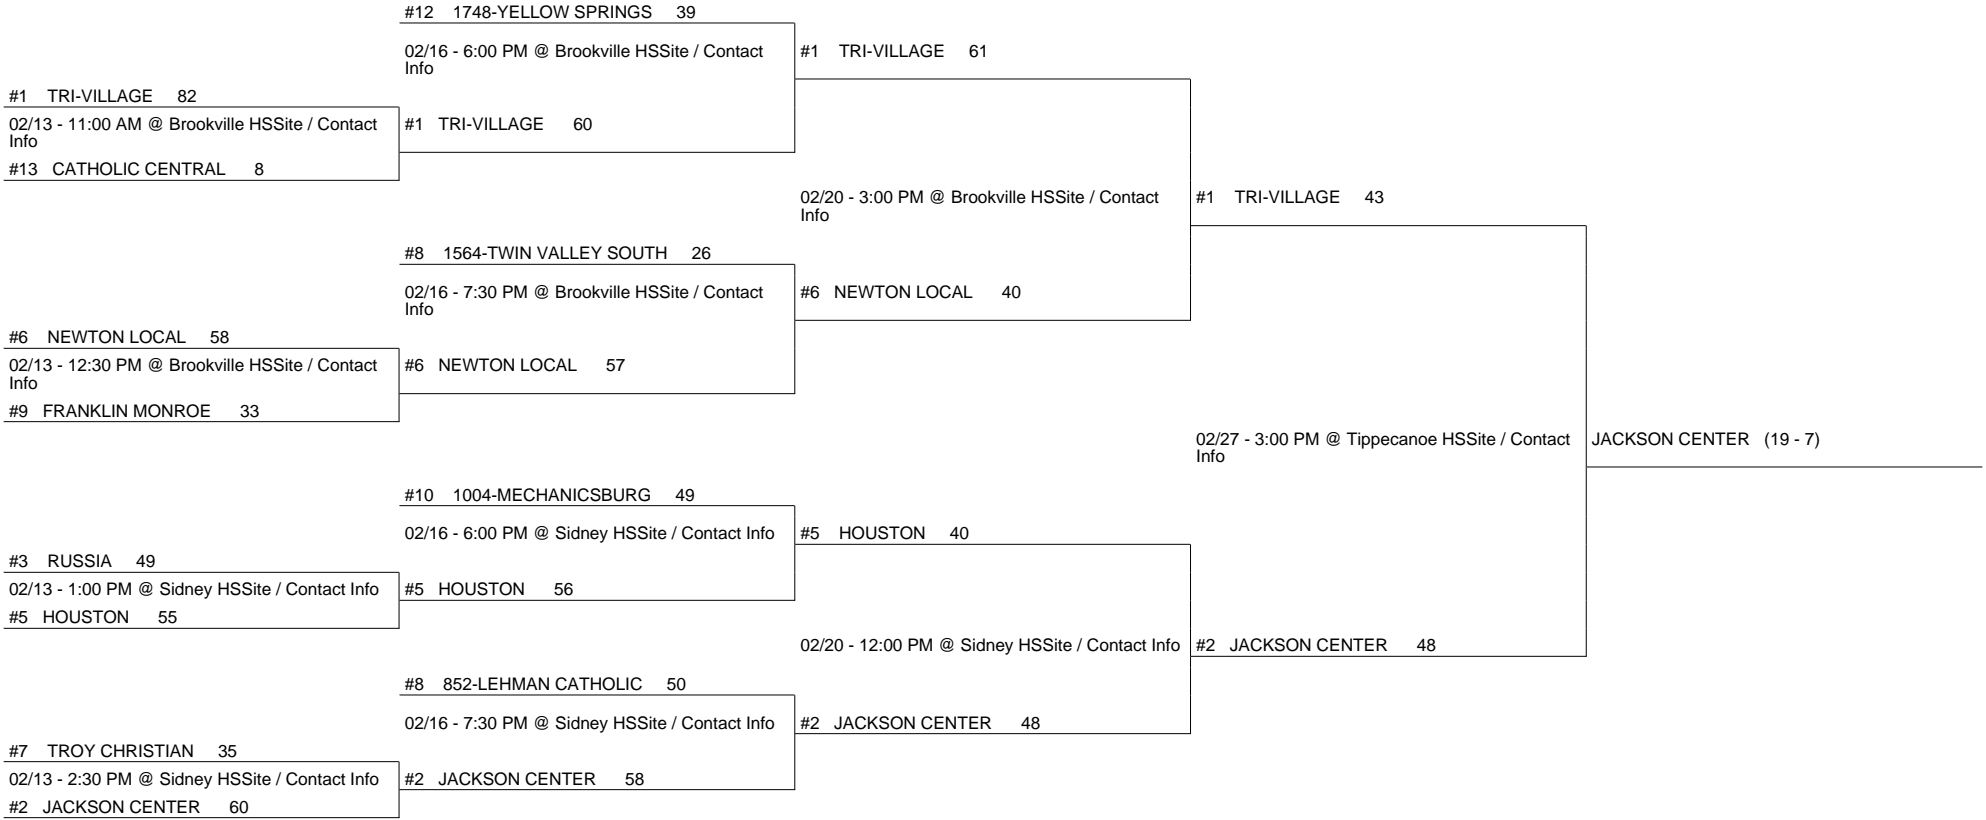 #12 1748-YELLOW SPRINGS 39
02/16 - 6:00 PM @ Brookville HSSite / Contact
Info
#1 TRI-VILLAGE 61
#1 TRI-VILLAGE 82
02/13 - 11:00 AM @ Brookville HSSite / Contact
Info
#13 CATHOLIC CENTRAL 8
#1 TRI-VILLAGE 60
02/20 - 3:00 PM @ Brookville HSSite / Contact
Info
#1 TRI-VILLAGE 43
#8 1564-TWIN VALLEY SOUTH 26
02/16 - 7:30 PM @ Brookville HSSite / Contact
Info
#6 NEWTON LOCAL 40
#6 NEWTON LOCAL 58
02/13 - 12:30 PM @ Brookville HSSite / Contact
Info
#9 FRANKLIN MONROE 33
#6 NEWTON LOCAL 57
02/27 - 3:00 PM @ Tippecanoe HSSite / Contact
Info
JACKSON CENTER (19 - 7)
#10 1004-MECHANICSBURG 49
02/16 - 6:00 PM @ Sidney HSSite / Contact Info
#5 HOUSTON 40
#3 RUSSIA 49
02/13 - 1:00 PM @ Sidney HSSite / Contact Info
#5 HOUSTON 55
#5 HOUSTON 56
02/20 - 12:00 PM @ Sidney HSSite / Contact Info
#2 JACKSON CENTER 48
#8 852-LEHMAN CATHOLIC 50
02/16 - 7:30 PM @ Sidney HSSite / Contact Info
#2 JACKSON CENTER 48
#7 TROY CHRISTIAN 35
02/13 - 2:30 PM @ Sidney HSSite / Contact Info
#2 JACKSON CENTER 60
#2 JACKSON CENTER 58